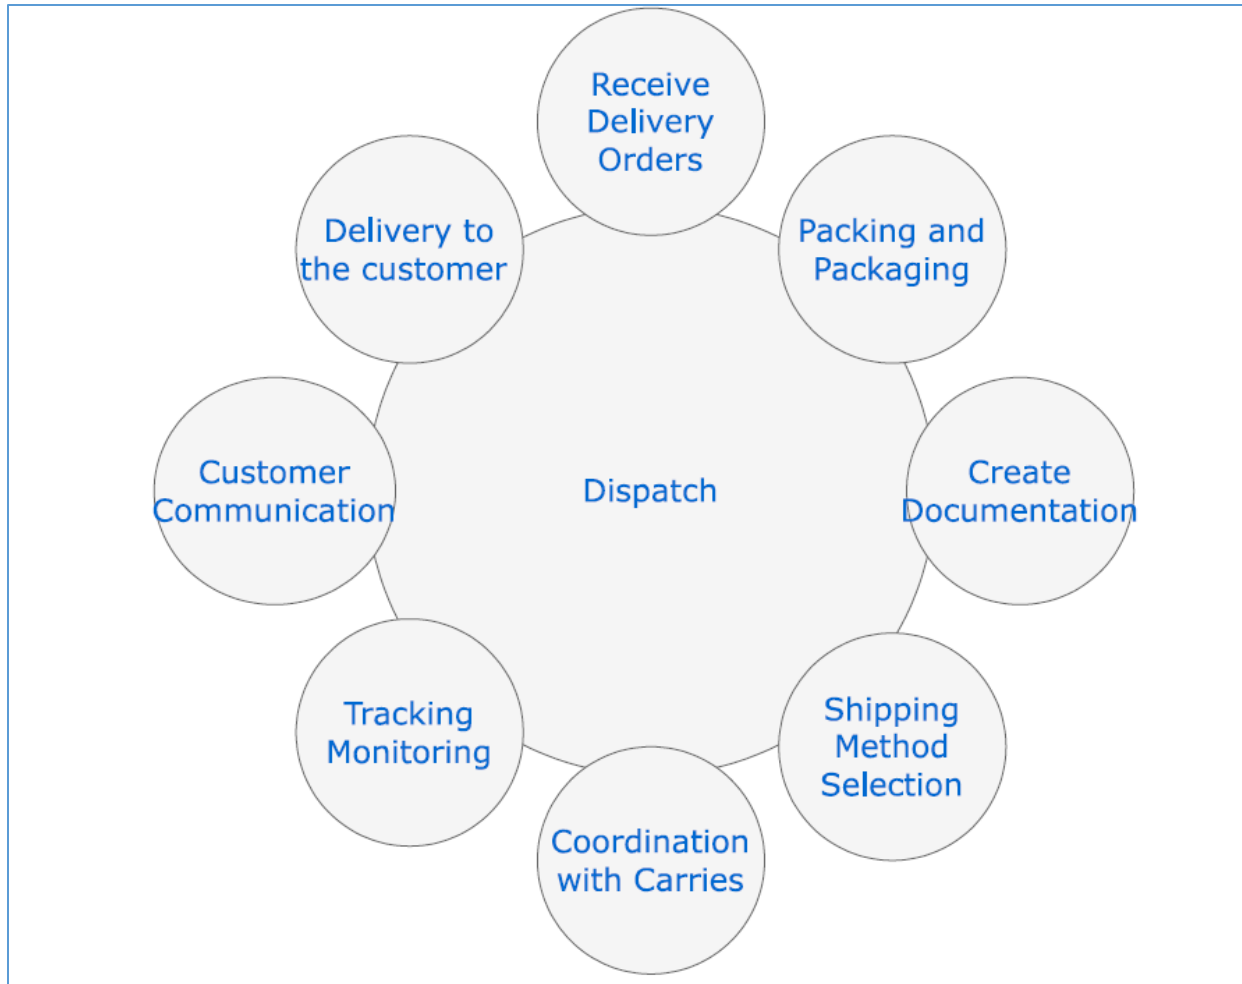 Receive
Delivery
Orders
Packing and
Packaging
Create
Documentation
Shipping
Method
Selection
Coordination
with Carries
Tracking
Monitoring
Customer
Communication
Delivery to
the customer
Dispatch